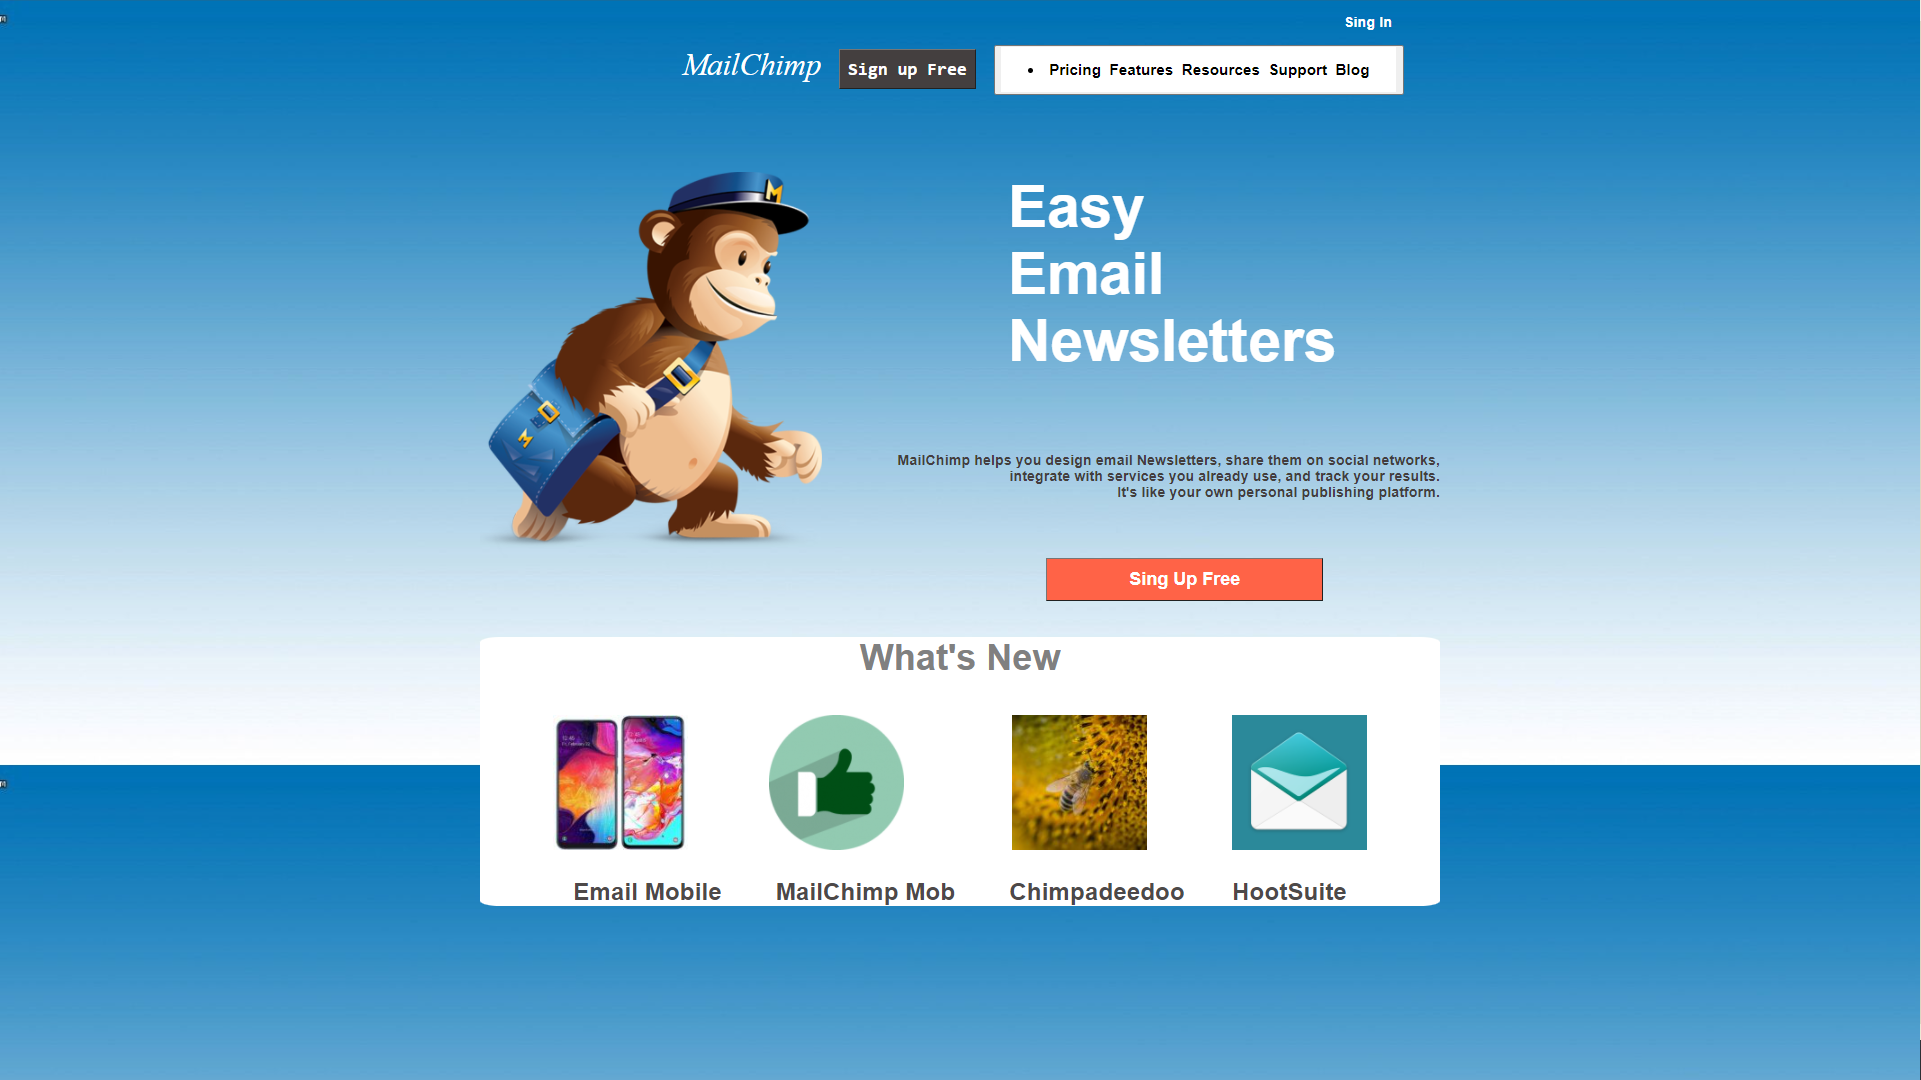 Sing In
MailChimp
Sign up Free
Pricing Features Resources Support Blog
Easy
Email
Newsletters
MailChimp helps you design email Newsletters, share them on social networks,
integrate with services you already use, and track your results.
It's like your own personal publishing platform.
Sing Up Free
What's New
Email Mobile
MailChimp Mob
Chimpadeedoo
HootSuite